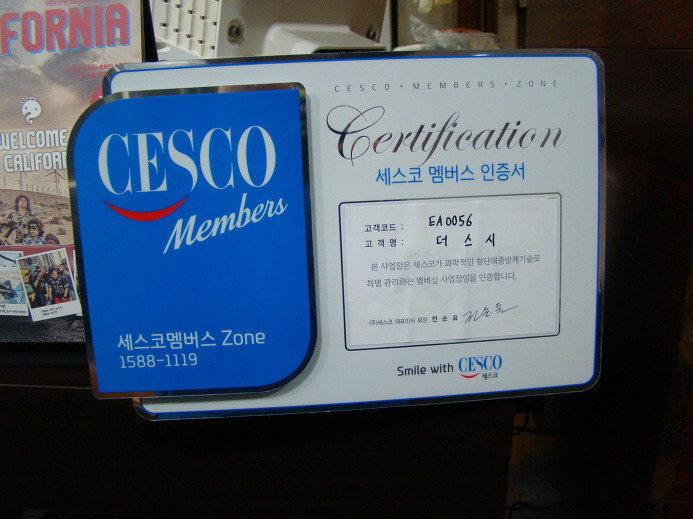 FORNIA
WELCOME
CALIFOR
CESCO
Members
세스코멤버스 Zone
1588-1119
CESCO · MEMBERS · ZONE
Certification
세스코 멤버스 인증서
고객코드 : EA0056
고 객 명 : 더 스 시
본 사업장은 세스코가 과학적인 첨단해충방제기술로
특별 관리하는 멤버십 사업장임을 인증합니다.
(주)세스코 대표이사 회장 전 순 표
Smile with CESCO
세스코